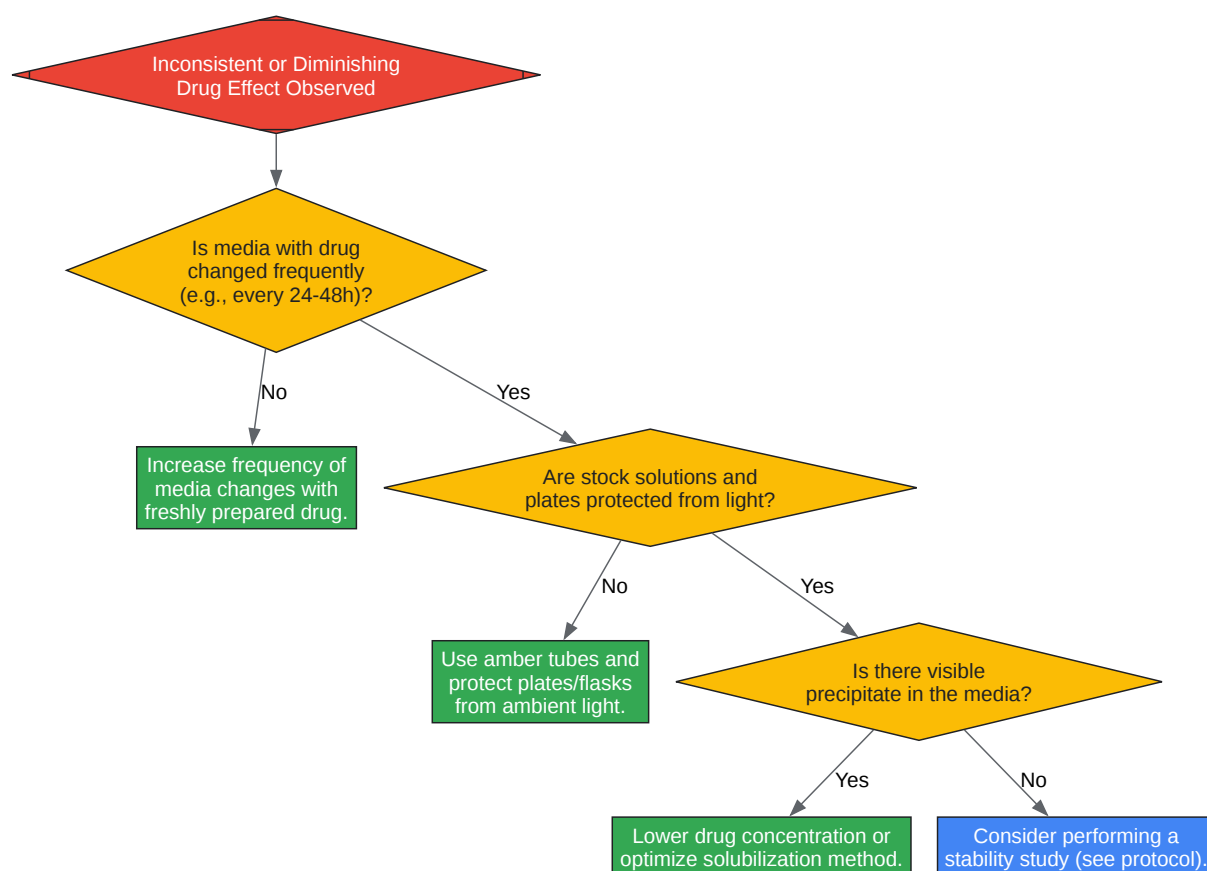 Inconsistent or Diminishing
Drug Effect Observed
Is media with drug
changed frequently
(e.g., every 24-48h)?
No
Yes
Increase frequency of
media changes with
freshly prepared drug.
Are stock solutions and
plates protected from light?
No
Yes
Use amber tubes and
protect plates/flasks
from ambient light.
Is there visible
precipitate in the media?
Yes
No
Lower drug concentration or
optimize solubilization method.
Consider performing a
stability study (see protocol).